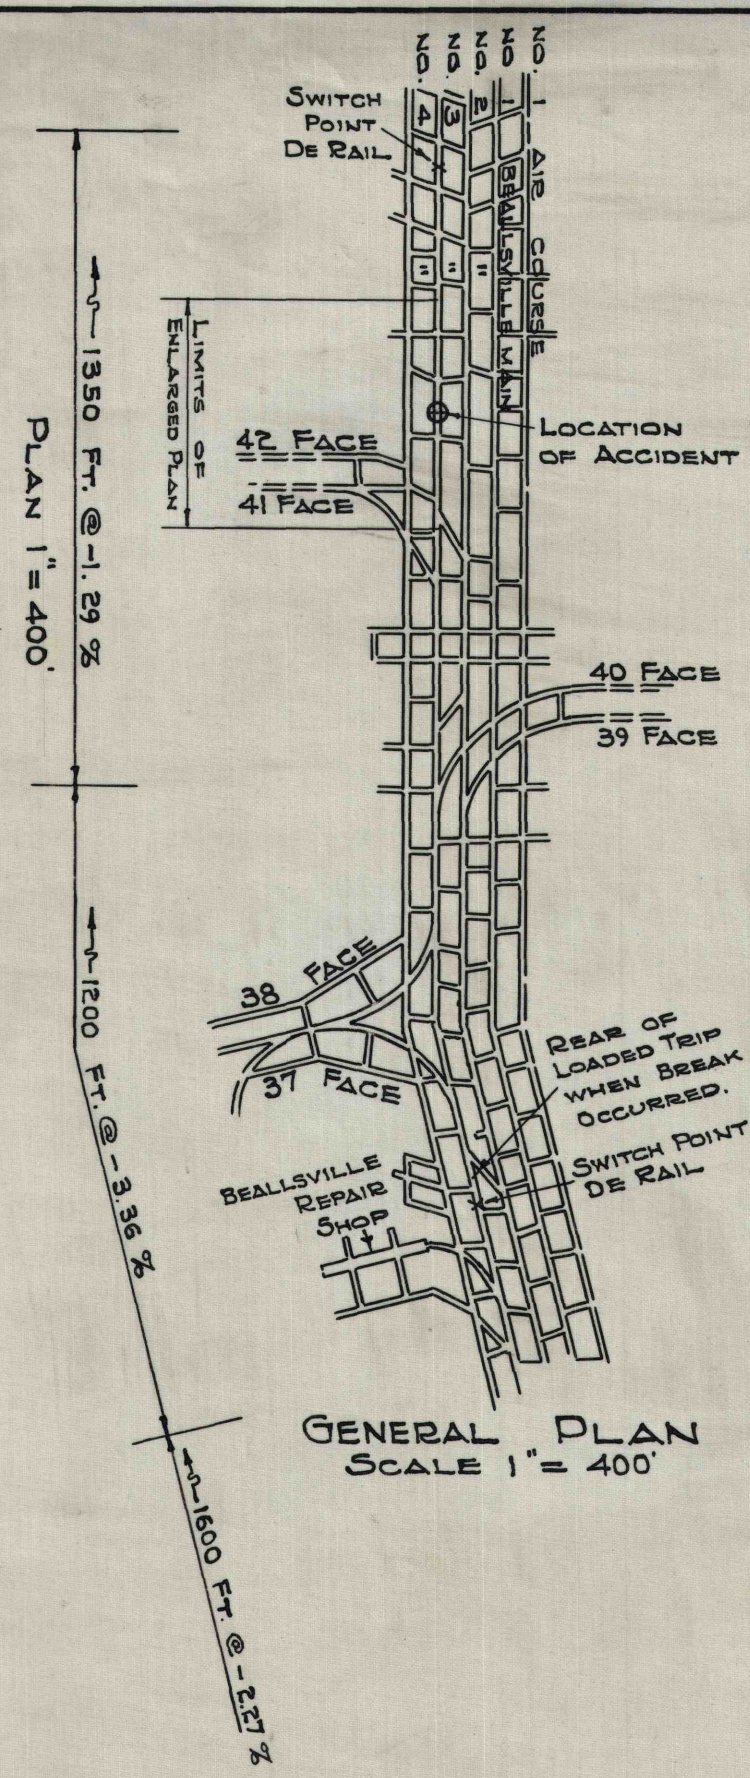 NO. 1 AIR COURSE
NO 1 BEALLSVILLE MAIN
NO. 2 "
NO. 3 "
NO. 4 "
SWITCH
POINT
DE RAIL
LIMITS OF
ENLARGED PLAN
LOCATION
OF ACCIDENT
42 FACE
41 FACE
1350 FT. @ -1.29 %
PLAN 1" = 400'
40 FACE
39 FACE
38 FACE
37 FACE
REAR OF
LOADED TRIP
WHEN BREAK
OCCURRED.
SWITCH POINT
DE RAIL
BEALLSVILLE
REPAIR
SHOP
1200 FT. @ -3.36 %
GENERAL PLAN
SCALE 1" = 400'
1600 FT. @ -2.27 %